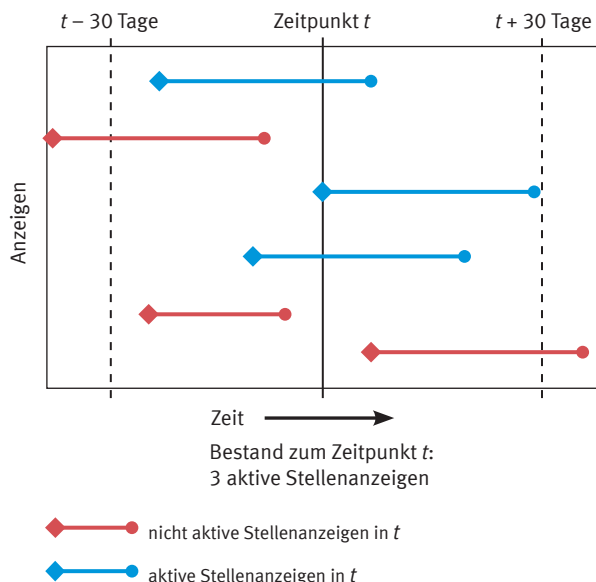 t – 30 Tage Zeitpunkt t t + 30 Tage
Anzeigen
Zeit
Bestand zum Zeitpunkt t:
3 aktive Stellenanzeigen
nicht aktive Stellenanzeigen in t
aktive Stellenanzeigen in t